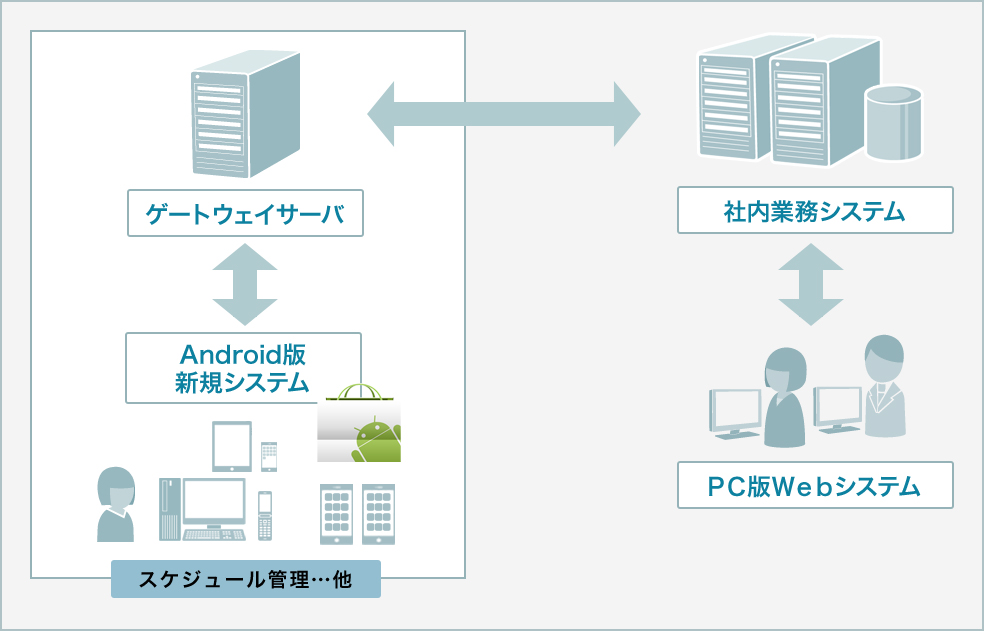 ゲートウェイサーバ
社内業務システム
Android版
新規システム
PC版Ｗｅｂシステム
スケジュール管理…他